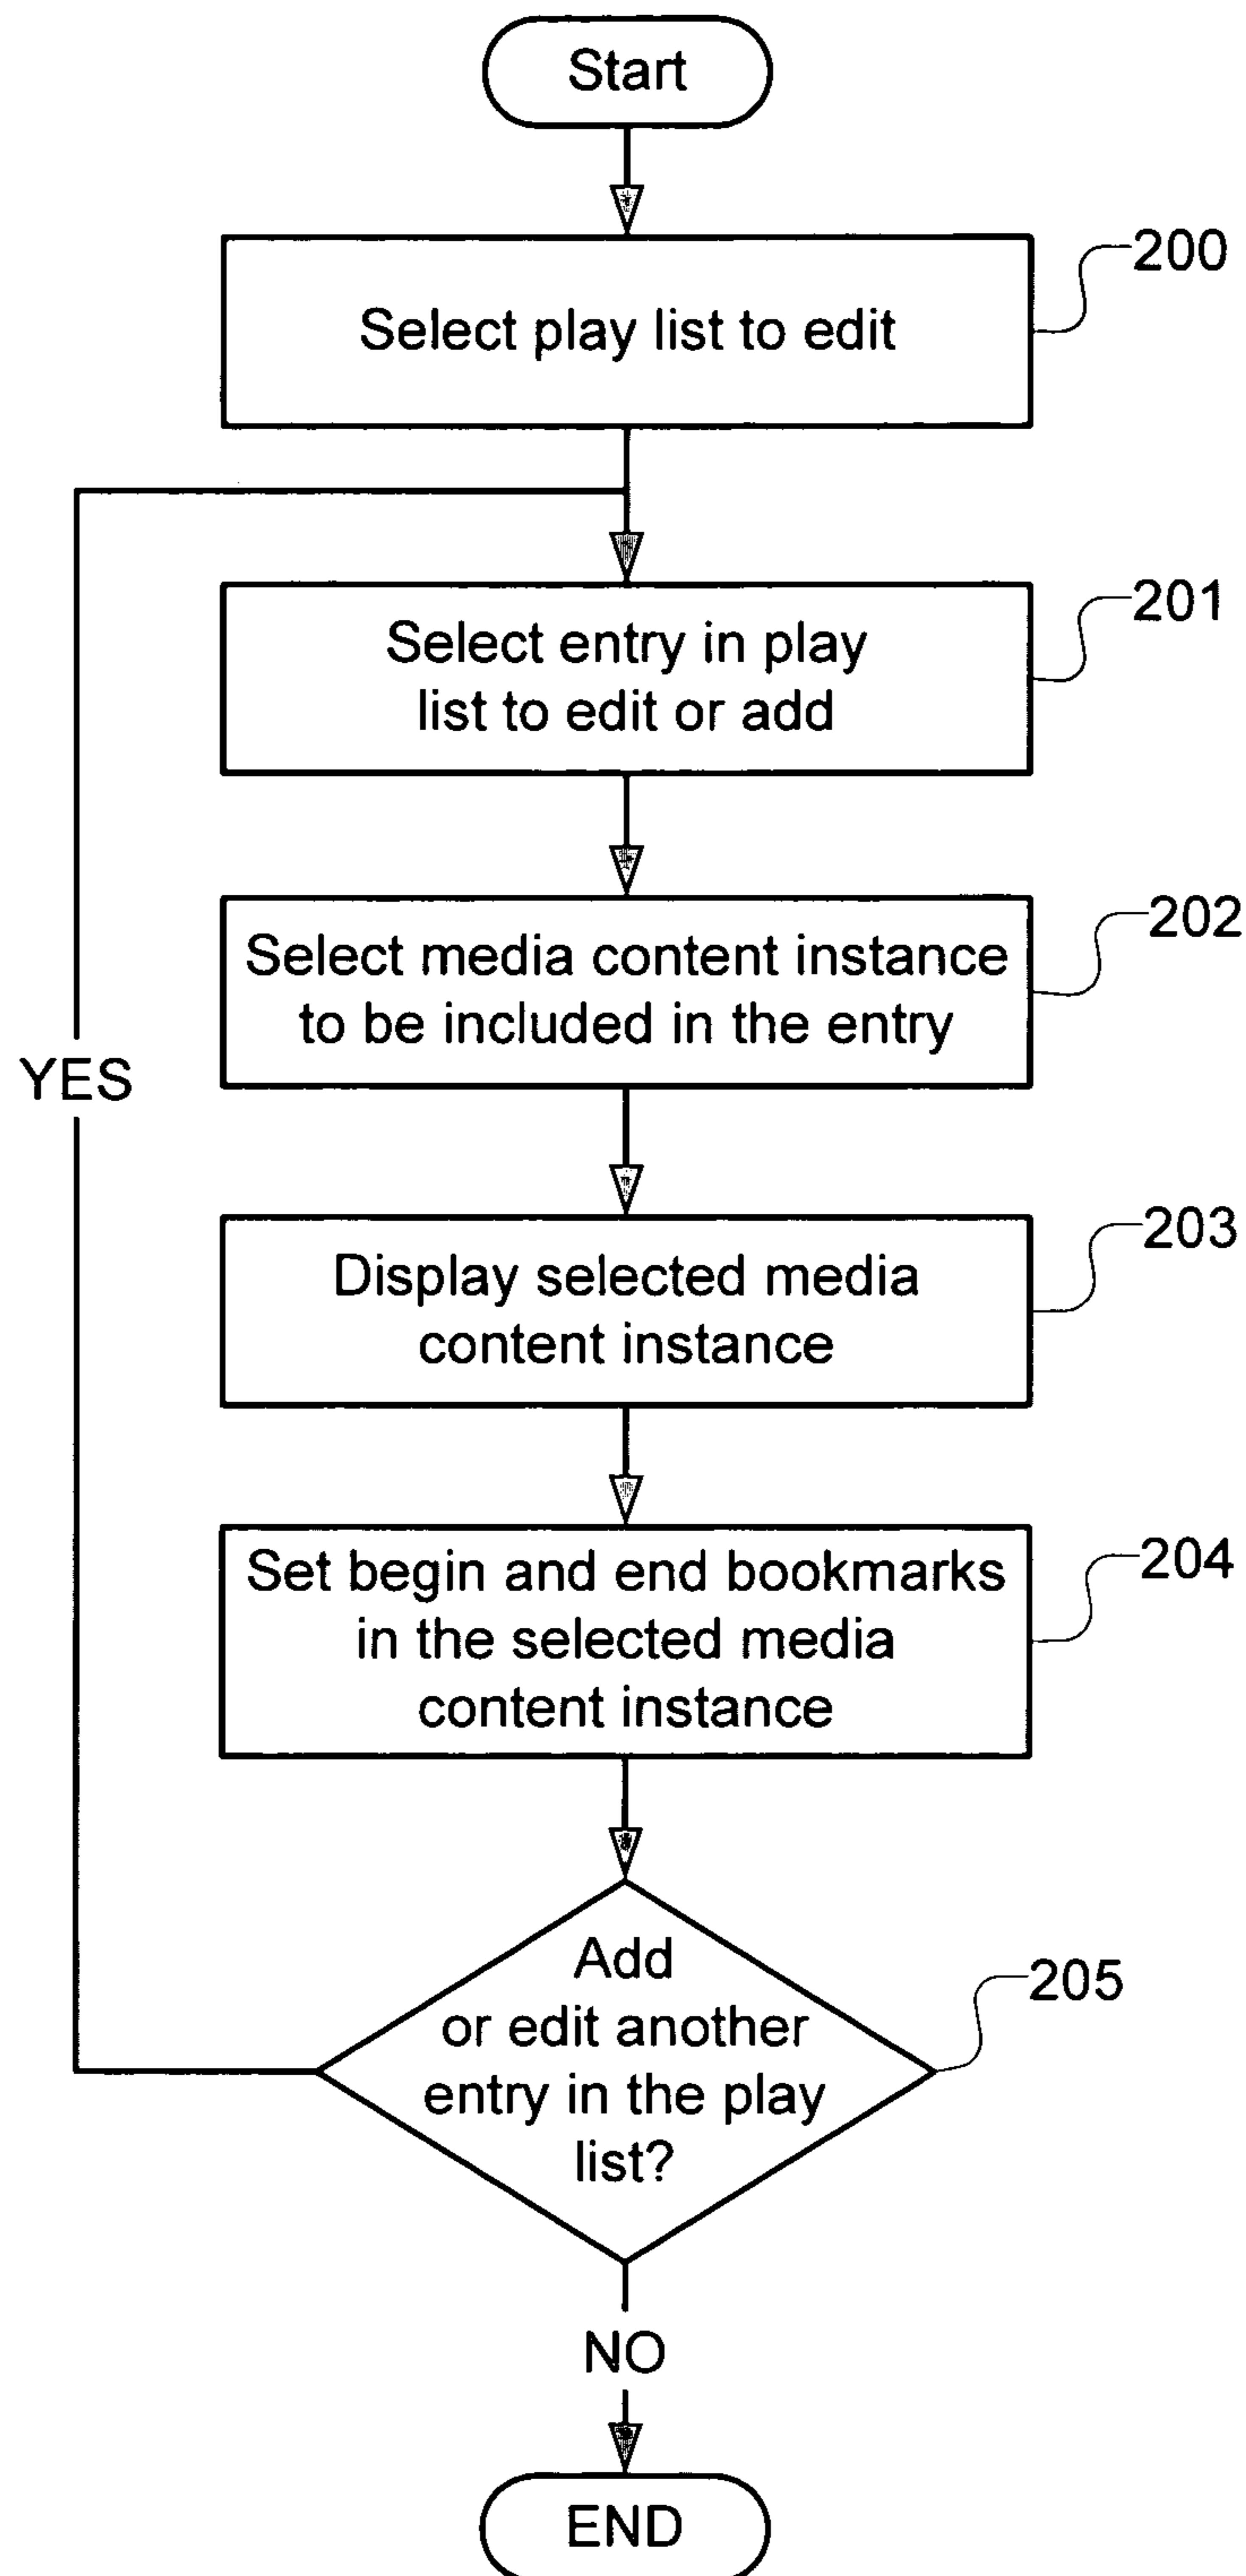 Start
200
Select play list to edit
201
Select entry in play
list to edit or add
202
Select media content instance
to be included in the entry
YES
203
Display selected media
content instance
204
Set begin and end bookmarks
in the selected media
content instance
205
Add
or edit another
entry in the play
list?
NO
END